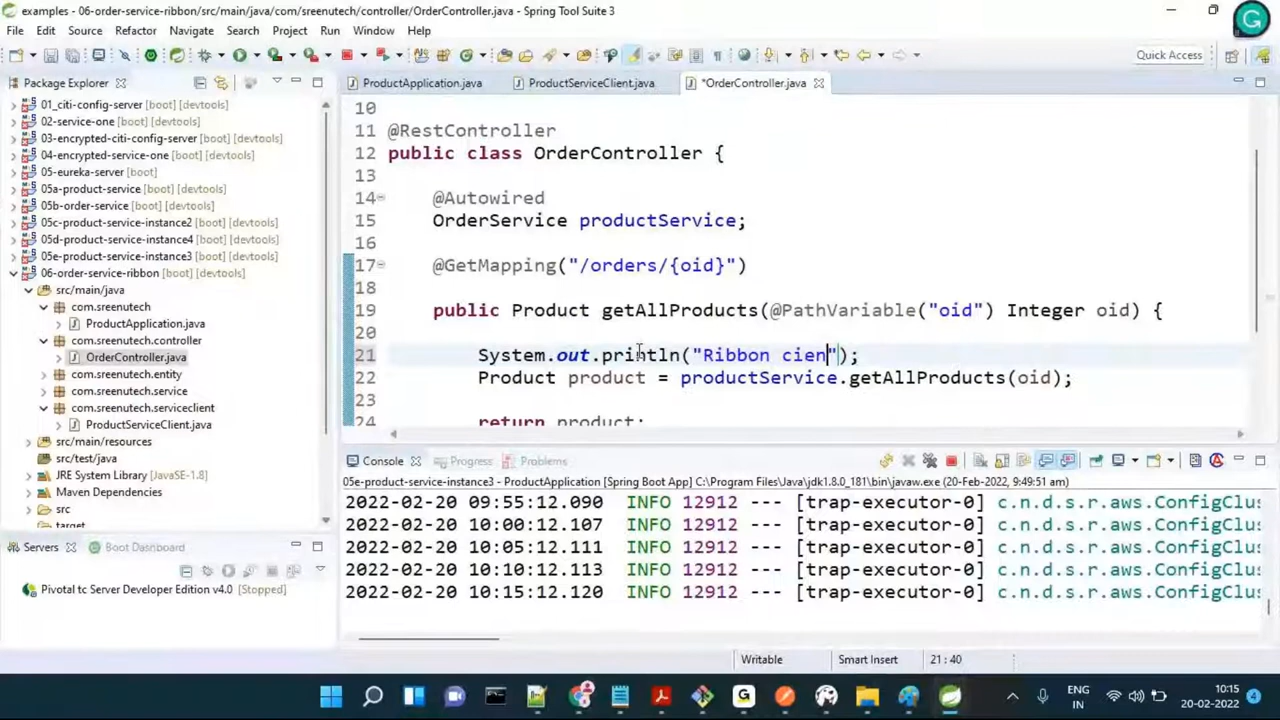 examples - 06-order-service-ribbon/src/main/java/com/sreenutech/controller/OrderController.java - Spring Tool Suite 3
File Edit Source Refactor Navigate Search Project Run Window Help
Quick Access
Package Explorer
ProductApplication.java
ProductServiceClient.java
*OrderController.java
01_citi-config-server [boot] [devtools]
02-service-one [boot] [devtools]
03-encrypted-citi-config-server [boot] [devtools]
04-encrypted-service-one [boot] [devtools]
05-eureka-server [boot]
05a-product-service [boot] [devtools]
05b-order-service [boot] [devtools]
05c-product-service-instance2 [boot] [devtools]
05d-product-service-instance4 [boot] [devtools]
05e-product-service-instance3 [boot] [devtools]
06-order-service-ribbon [boot] [devtools]
src/main/java
com.sreenutech
ProductApplication.java
com.sreenutech.controller
OrderController.java
com.sreenutech.entity
com.sreenutech.service
com.sreenutech.serviceclient
ProductServiceClient.java
src/main/resources
src/test/java
JRE System Library [JavaSE-1.8]
Maven Dependencies
src
target
10
11 @RestController
12 public class OrderController {
13
14 @Autowired
15 OrderService productService;
16
17 @GetMapping("/orders/{oid}")
18
19 public Product getAllProducts(@PathVariable("oid") Integer oid) {
20
21 System.out.println("Ribbon cien");
22 Product product = productService.getAllProducts(oid);
23
24 return product;
Servers
Boot Dashboard
Pivotal tc Server Developer Edition v4.0 [Stopped]
Console
Progress
Problems
05e-product-service-instance3 - ProductApplication [Spring Boot App] C:\Program Files\Java\jdk1.8.0_181\bin\javaw.exe (20-Feb-2022, 9:49:51 am)
2022-02-20 09:55:12.090 INFO 12912 --- [trap-executor-0] c.n.d.s.r.aws.ConfigClu
2022-02-20 10:00:12.107 INFO 12912 --- [trap-executor-0] c.n.d.s.r.aws.ConfigClu
2022-02-20 10:05:12.111 INFO 12912 --- [trap-executor-0] c.n.d.s.r.aws.ConfigClu
2022-02-20 10:10:12.113 INFO 12912 --- [trap-executor-0] c.n.d.s.r.aws.ConfigClu
2022-02-20 10:15:12.120 INFO 12912 --- [trap-executor-0] c.n.d.s.r.aws.ConfigClu
Writable
Smart Insert
21 : 40
ENG
IN
10:15
20-02-2022